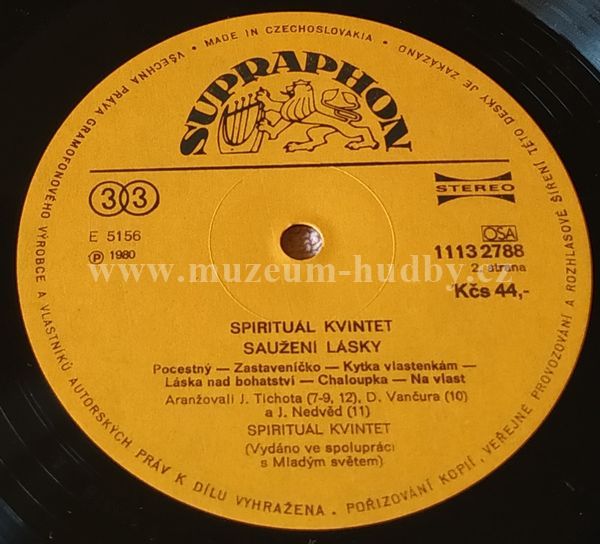 VŠECHNA PRÁVA GRAMOFONOVÉHO VÝROBCE A VLASTNÍKŮ AUTORSKÝCH PRÁV K DÍLU VYHRAŽENA. POŘIZOVÁNÍ KOPIÍ, VEŘEJNÉ PROVOZOVÁNÍ A ROZHLASOVÉ ŠÍŘENÍ TÉTO DESKY JE ZAKÁZÁNO
• MADE IN CZECHOSLOVAKIA •
SUPRAPHON
33
STEREO
E 5156
OSA
Ⓟ 1980
1113 2788
2. strana
www.muzeum-hudby.cz
Kčs 44,-
SPIRITUÁL KVINTET
SAUŽENÍ LÁSKY
Pocestný — Zastaveníčko — Kytka vlastenkám —
Láska nad bohatství — Chaloupka — Na vlast
Aranžovali J. Tichota (7-9, 12), D. Vančura (10)
a J. Nedvěd (11)
SPIRITUÁL KVINTET
(Vydáno ve spolupráci
s Mladým světem)